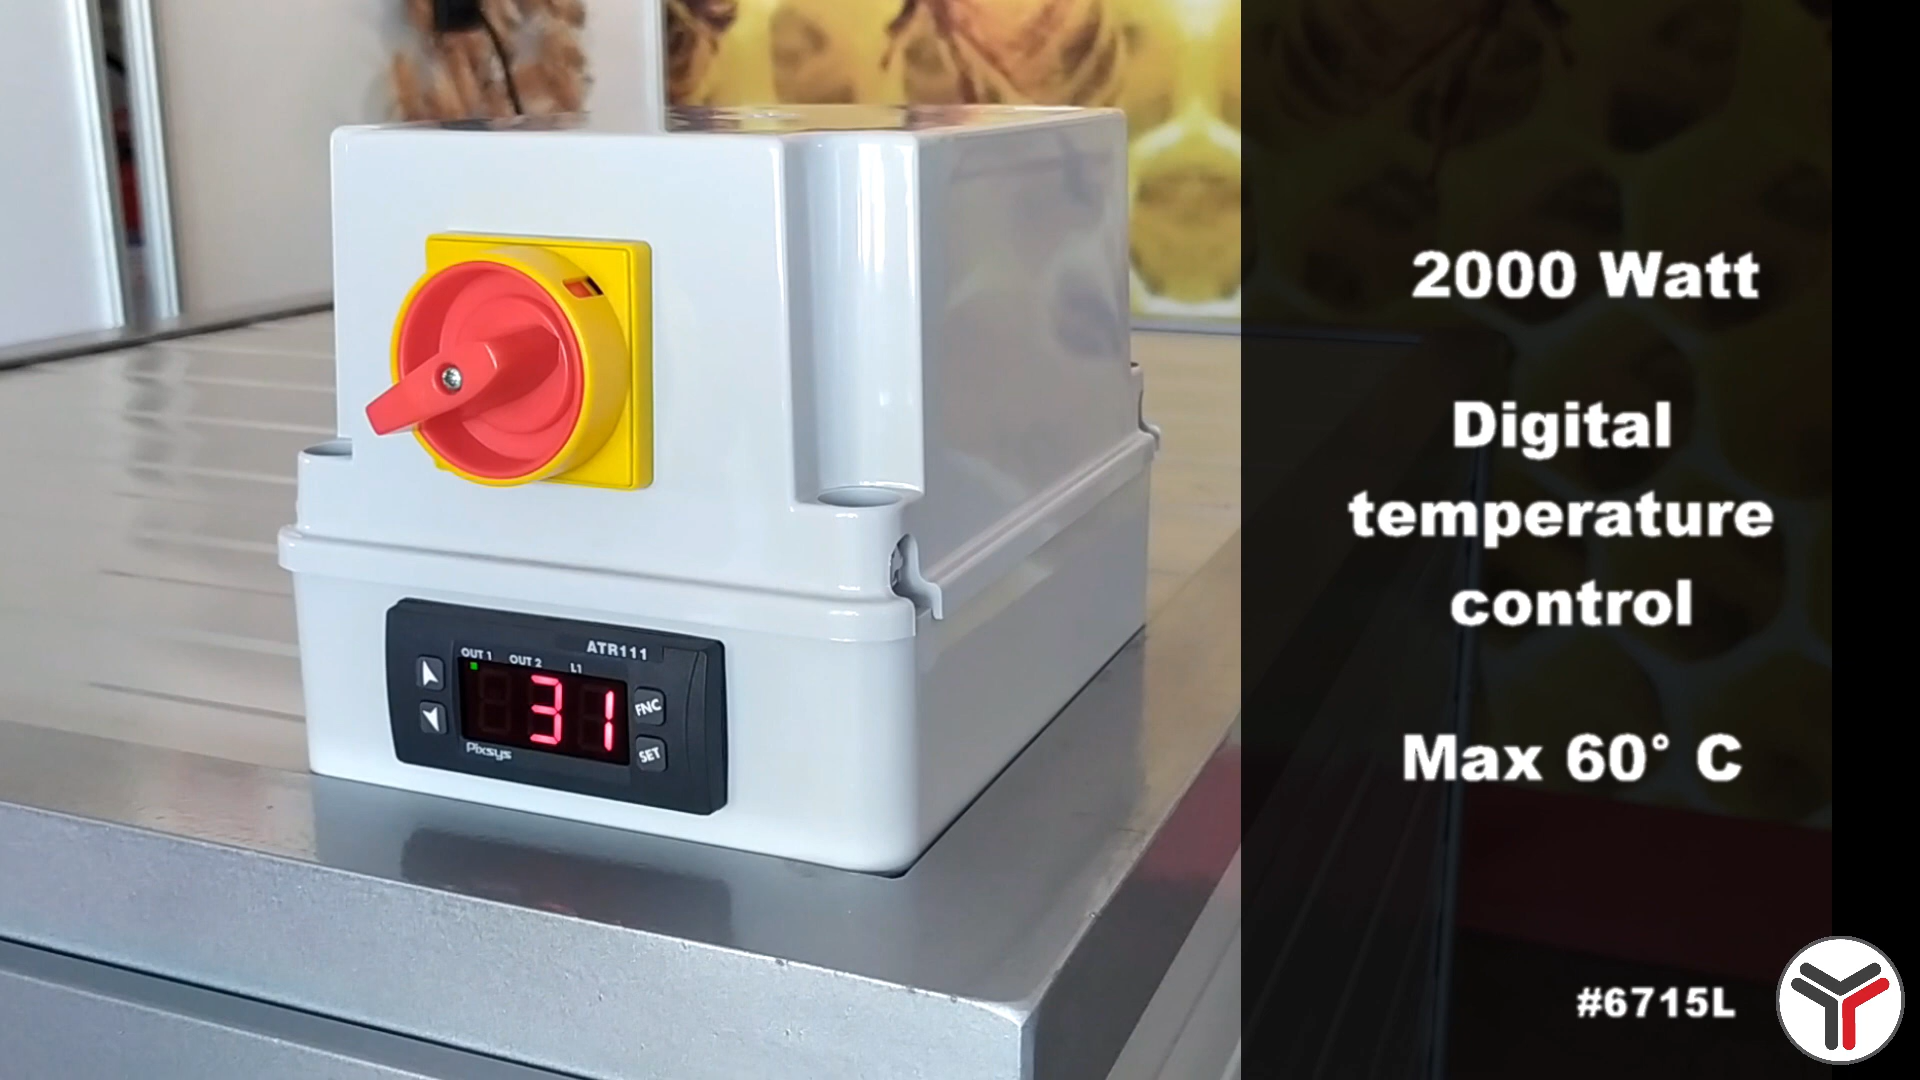 2000 Watt
Digital
temperature
control
Max 60° C
#6715L
ATR111
OUT 1 OUT 2 L1
31
FNC
SET
Pixsys